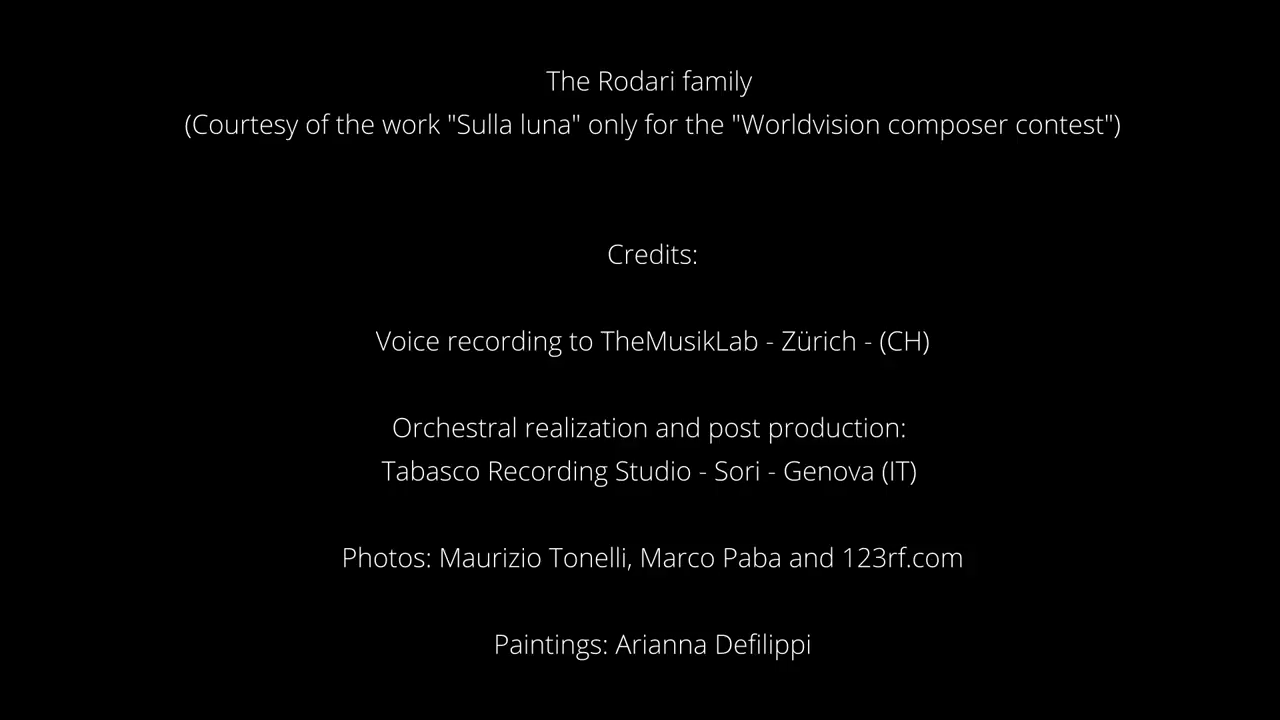 The Rodari family
(Courtesy of the work "Sulla luna" only for the "Worldvision composer contest")
Credits:
Voice recording to TheMusikLab - Zürich - (CH)
Orchestral realization and post production:
Tabasco Recording Studio - Sori - Genova (IT)
Photos: Maurizio Tonelli, Marco Paba and 123rf.com
Paintings: Arianna Defilippi